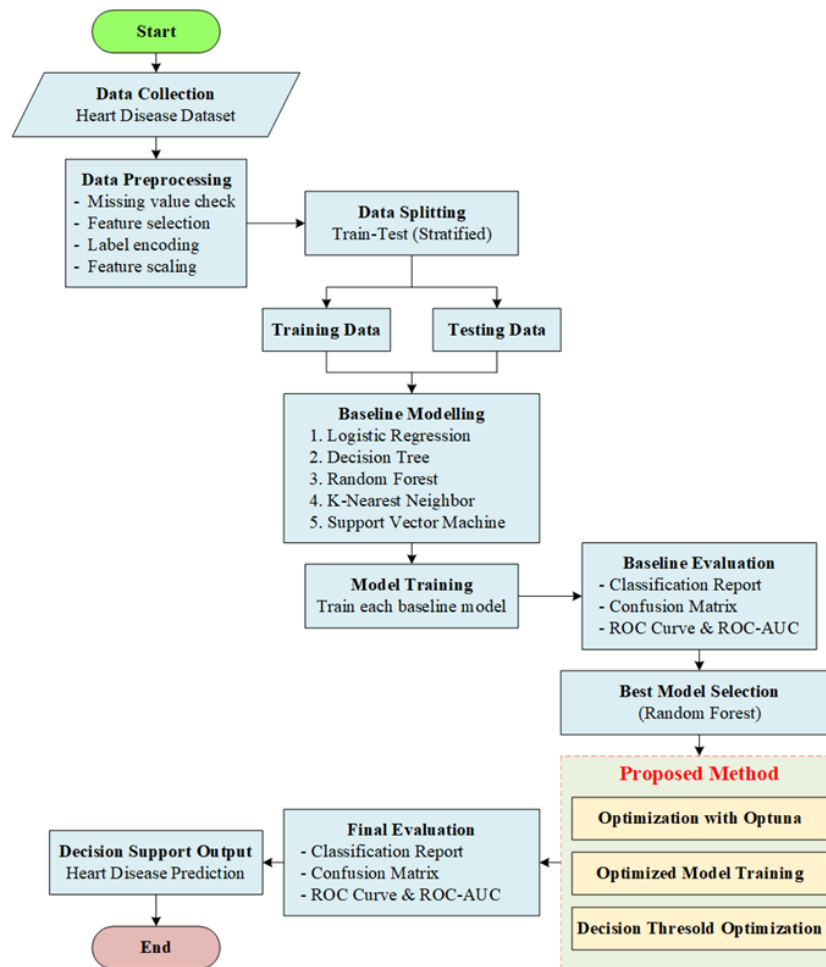 Start
Data Collection
Heart Disease Dataset
Data Preprocessing
- Missing value check
- Feature selection
- Label encoding
- Feature scaling
Data Splitting
Train-Test (Stratified)
Training Data
Testing Data
Baseline Modelling
1. Logistic Regression
2. Decision Tree
3. Random Forest
4. K-Nearest Neighbor
5. Support Vector Machine
Model Training
Train each baseline model
Baseline Evaluation
- Classification Report
- Confusion Matrix
- ROC Curve & ROC-AUC
Best Model Selection
(Random Forest)
Proposed Method
Optimization with Optuna
Optimized Model Training
Decision Thresold Optimization
Final Evaluation
- Classification Report
- Confusion Matrix
- ROC Curve & ROC-AUC
Decision Support Output
Heart Disease Prediction
End